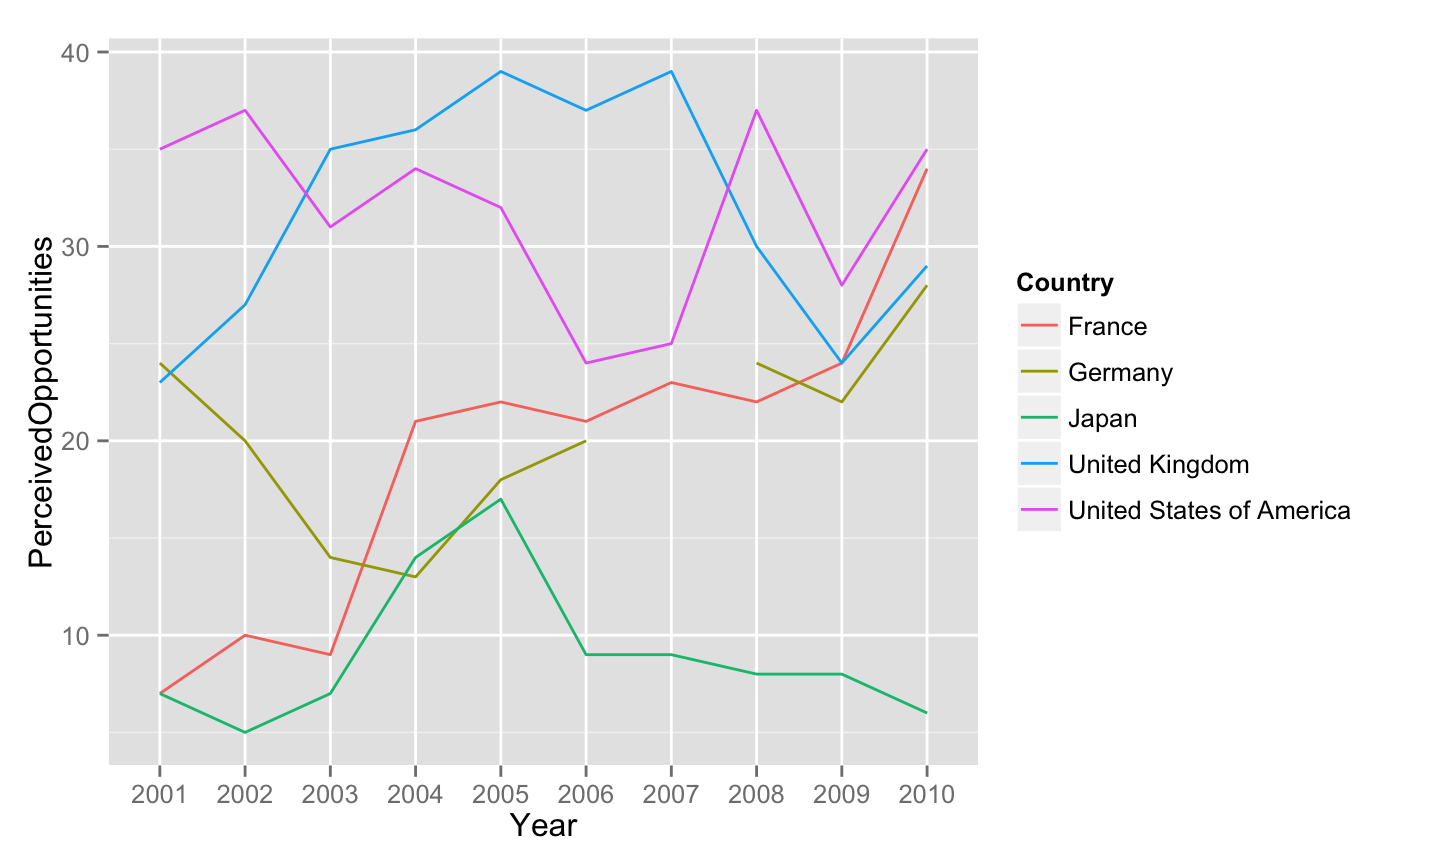 PerceivedOpportunities
40
30
20
10
2001 2002 2003 2004 2005 2006 2007 2008 2009 2010
Year
Country
France
Germany
Japan
United Kingdom
United States of America